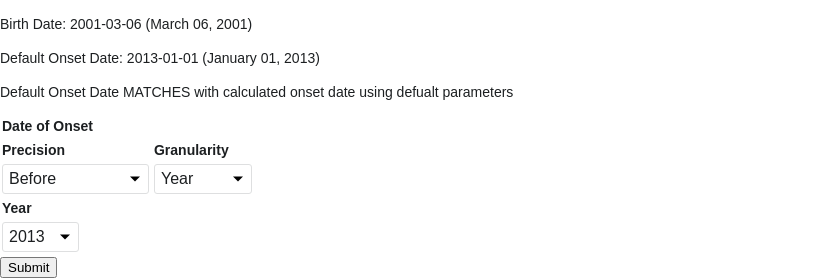 Birth Date: 2001-03-06 (March 06, 2001)
Default Onset Date: 2013-01-01 (January 01, 2013)
Default Onset Date MATCHES with calculated onset date using defualt parameters
Date of Onset
Precision Granularity
Before Year
Year
2013
Submit